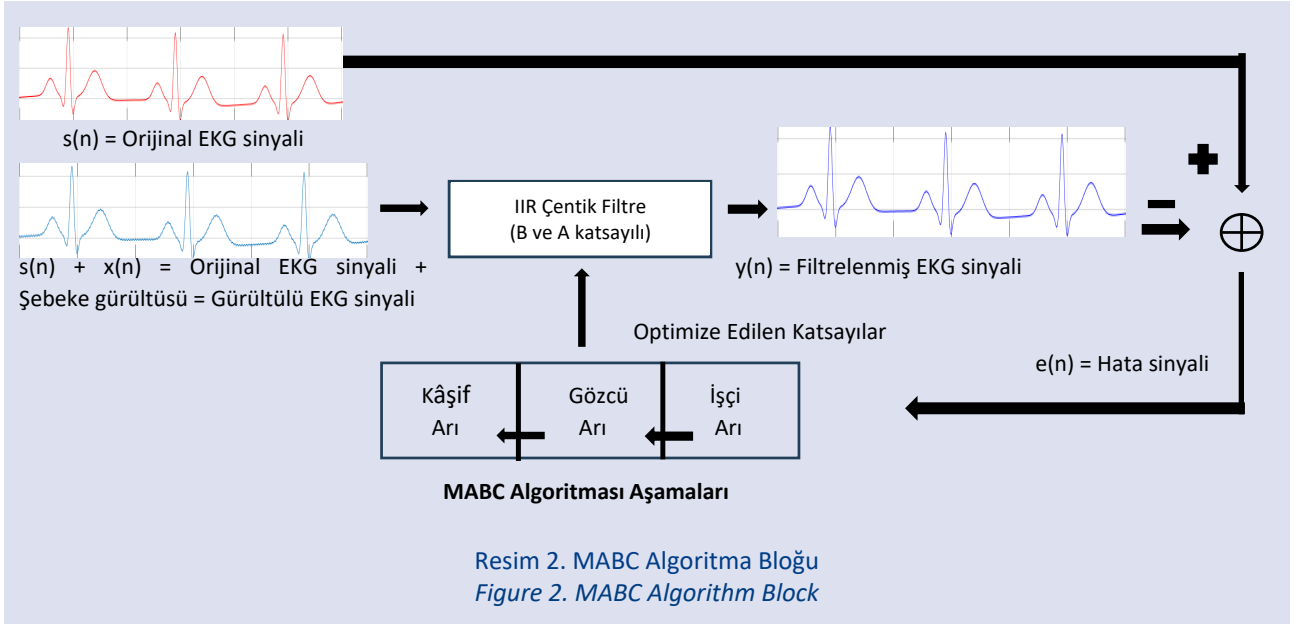 s(n) = Orijinal EKG sinyali
s(n) + x(n) = Orijinal EKG sinyali +
Şebeke gürültüsü = Gürültülü EKG sinyali
IIR Çentik Filtre
(B ve A katsayılı)
y(n) = Filtrelenmiş EKG sinyali
Optimize Edilen Katsayılar
e(n) = Hata sinyali
Kâşif Gözcü İşçi
Arı Arı Arı
MABC Algoritması Aşamaları
Resim 2. MABC Algoritma Bloğu
Figure 2. MABC Algorithm Block